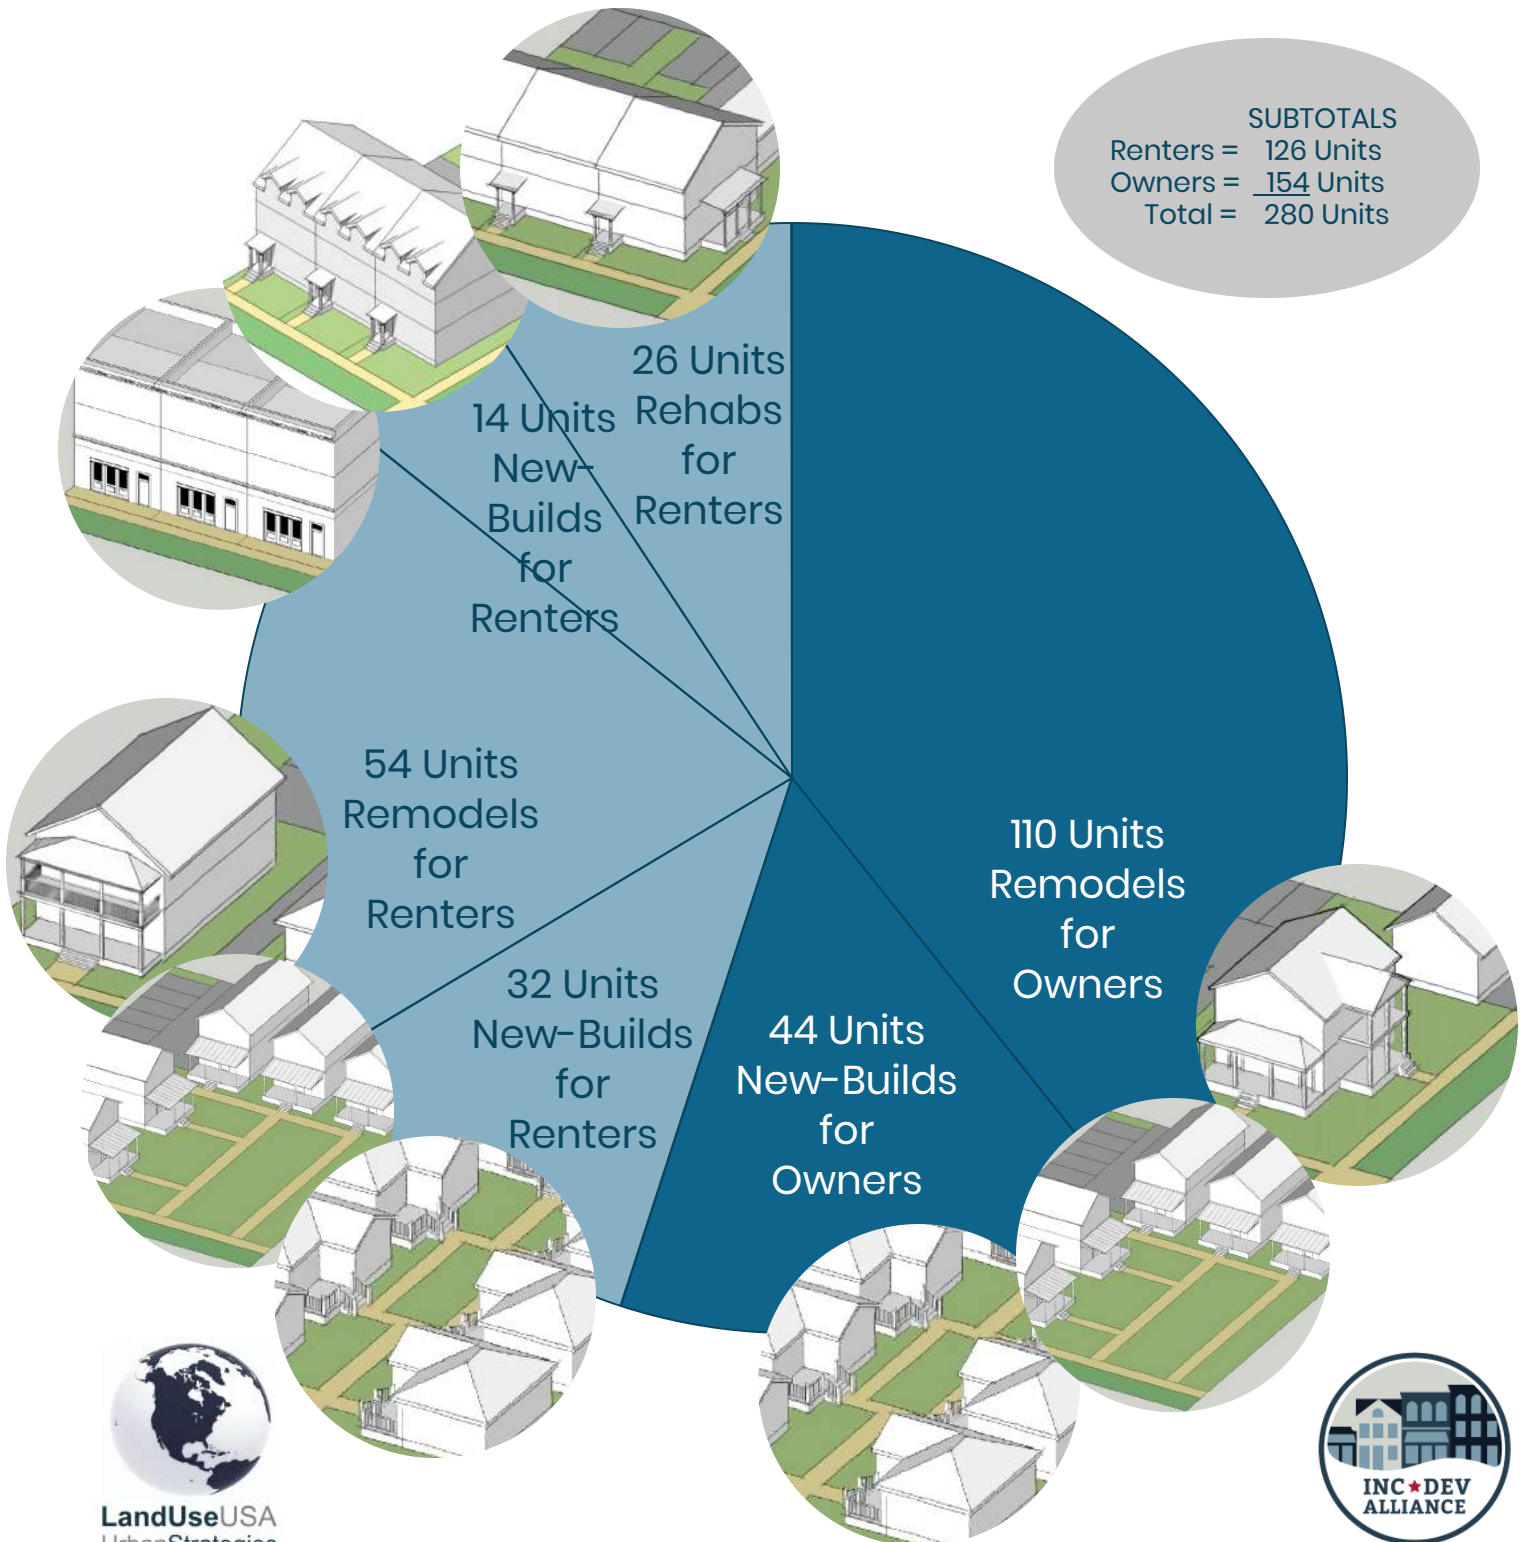 SUBTOTALS
Renters = 126 Units
Owners = 154 Units
Total = 280 Units
26 Units
Rehabs
for
Renters
14 Units
New-
Builds
for
Renters
54 Units
Remodels
for
Renters
110 Units
Remodels
for
Owners
32 Units
New-Builds
for
Renters
44 Units
New-Builds
for
Owners
LandUseUSA
UrbanStrategies
INC★DEV
ALLIANCE